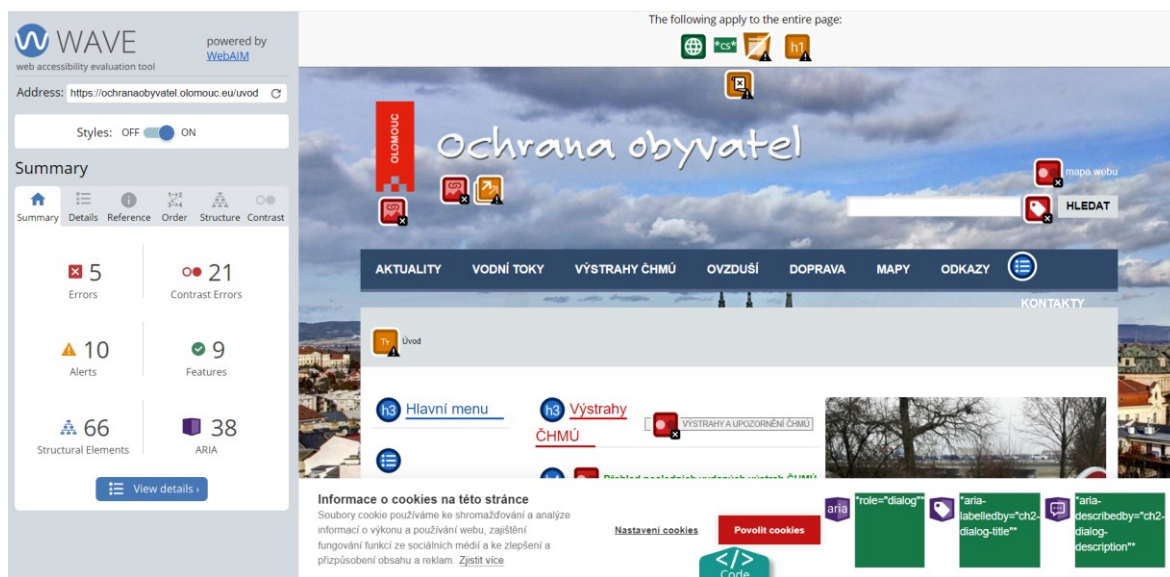 WAVE
web accessibility evaluation tool
powered by
WebAIM
Address: https://ochranaobyvatel.olomouc.eu/uvod
Styles: OFF ON
Summary
Summary Details Reference Order Structure Contrast
5
Errors
21
Contrast Errors
10
Alerts
9
Features
66
Structural Elements
38
ARIA
View details ›
The following apply to the entire page:
*cs* h1
OLOMOUC
Ochrana obyvatel
mapa webu
HLEDAT
AKTUALITY VODNÍ TOKY VÝSTRAHY ČHMÚ OVZDUŠÍ DOPRAVA MAPY ODKAZY
KONTAKTY
Tr Úvod
h3 Hlavní menu
h3 Výstrahy
ČHMÚ
VÝSTRAHY A UPOZORNĚNÍ ČHMÚ
Přehled posledních vydaných výstrah ČHMÚ
Informace o cookies na této stránce
Soubory cookie používáme ke shromažďování a analýze
informací o výkonu a používání webu, zajištění
fungování funkcí ze sociálních médií a ke zlepšení a
přizpůsobení obsahu a reklam. Zjistit více
Nastavení cookies
Povolit cookies
</>
Code
aria *role="dialog"*
*aria-
labelledby="ch2-
dialog-title"*
*aria-
describedby="ch2-
dialog-
description"*